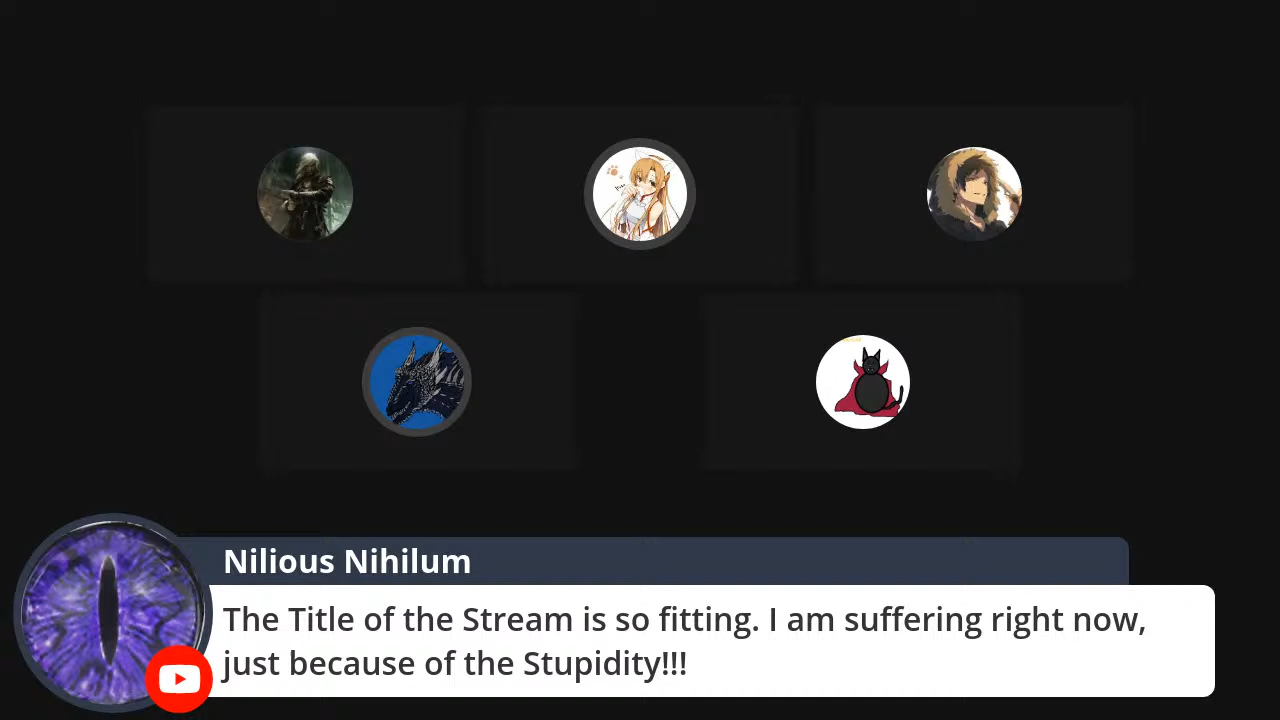 Nilious Nihilum
The Title of the Stream is so fitting. I am suffering right now,
just because of the Stupidity!!!